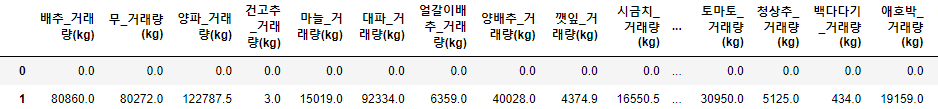 배추_거래량(kg) 무_거래량(kg) 양파_거래량(kg) 건고추_거래량(kg) 마늘_거래량(kg) 대파_거래량(kg) 얼갈이배추_거래량(kg) 양배추_거래량(kg) 깻잎_거래량(kg) 시금치_거래량(kg) ... 토마토_거래량(kg) 청상추_거래량(kg) 백다다기_거래량(kg) 애호박_거래량(kg)
0 0.0 0.0 0.0 0.0 0.0 0.0 0.0 0.0 0.0 0.0 ... 0.0 0.0 0.0 0.0
1 80860.0 80272.0 122787.5 3.0 15019.0 92334.0 6359.0 40028.0 4374.9 16550.5 ... 30950.0 5125.0 434.0 19159.0